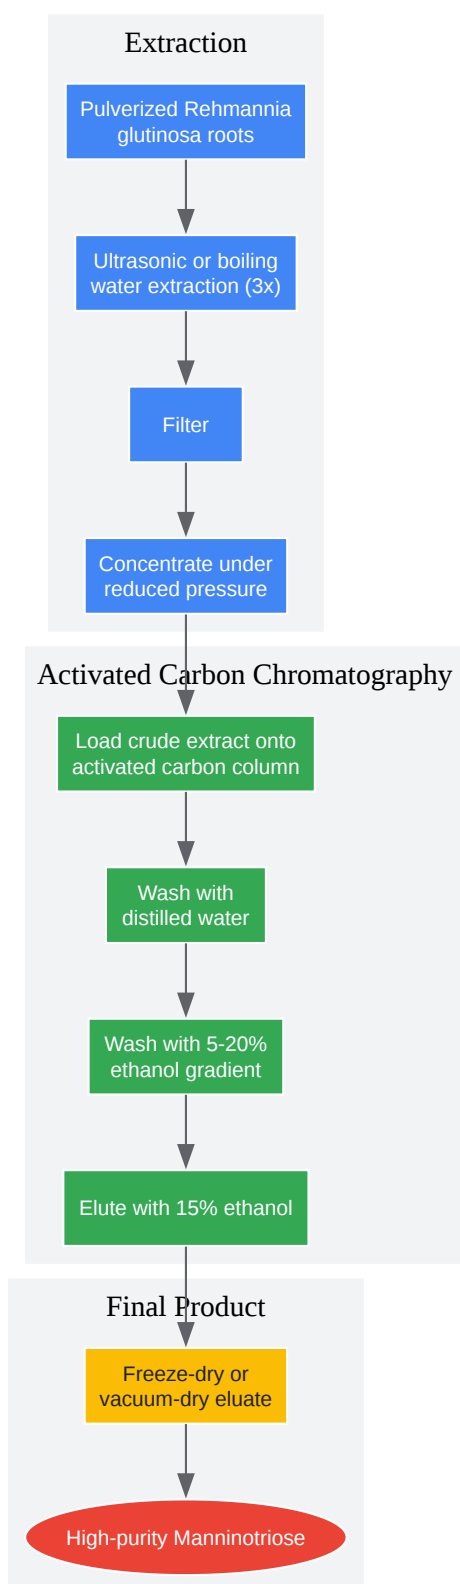 Extraction
Pulverized Rehmannia
glutinosa roots
Ultrasonic or boiling
water extraction (3x)
Filter
Concentrate under
reduced pressure
Activated Carbon Chromatography
Load crude extract onto
activated carbon column
Wash with
distilled water
Wash with 5-20%
ethanol gradient
Elute with 15% ethanol
Final Product
Freeze-dry or
vacuum-dry eluate
High-purity Manninotriose